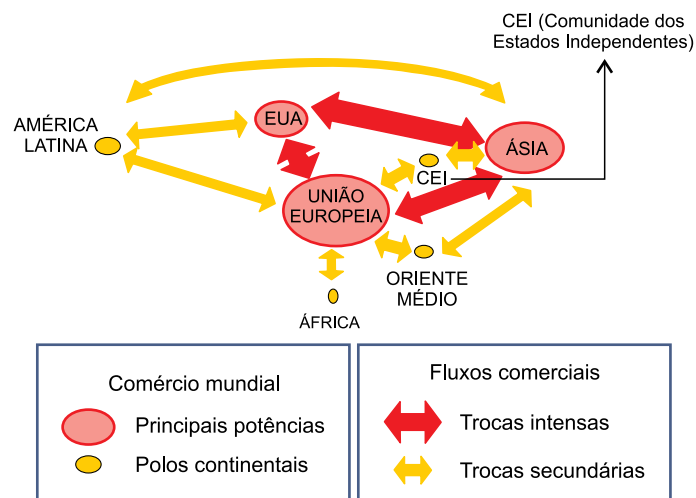 CEI (Comunidade dos
Estados Independentes)
AMÉRICA
LATINA
EUA
ÁSIA
CEI
UNIÃO
EUROPEIA
ORIENTE
MÉDIO
ÁFRICA
Comércio mundial
Principais potências
Polos continentais
Fluxos comerciais
Trocas intensas
Trocas secundárias